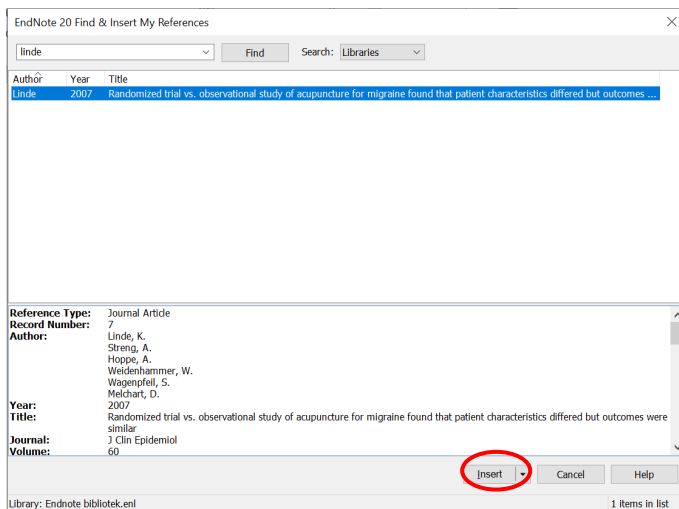 EndNote 20 Find & Insert My References
linde Find Search: Libraries
Author Year Title
Linde 2007 Randomized trial vs. observational study of acupuncture for migraine found that patient characteristics differed but outcomes ...
Reference Type: Journal Article
Record Number: 7
Author: Linde, K.
Streng, A.
Hoppe, A.
Weidenhammer, W.
Wagenpfeil, S.
Melchart, D.
Year: 2007
Title: Randomized trial vs. observational study of acupuncture for migraine found that patient characteristics differed but outcomes were
similar
Journal: J Clin Epidemiol
Volume: 60
Insert Cancel Help
Library: Endnote bibliotek.enl 1 items in list